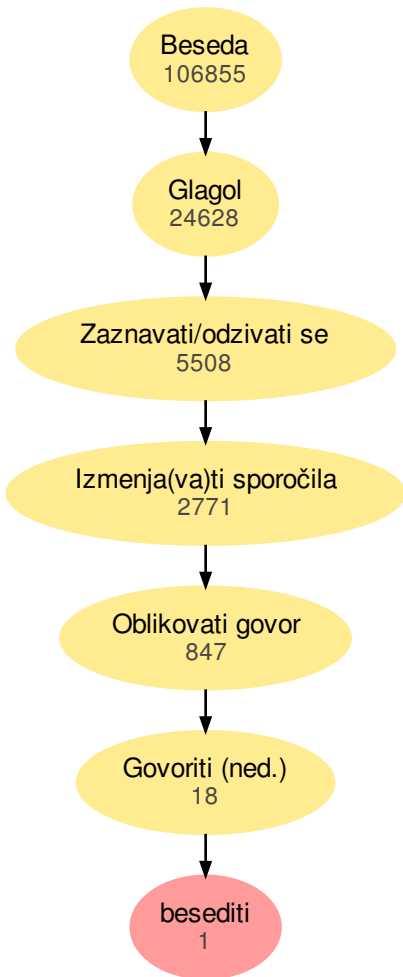 Beseda
106855
Glagol
24628
Zaznavati/odzivati se
5508
Izmenja(va)ti sporočila
2771
Oblikovati govor
847
Govoriti (ned.)
18
besediti
1